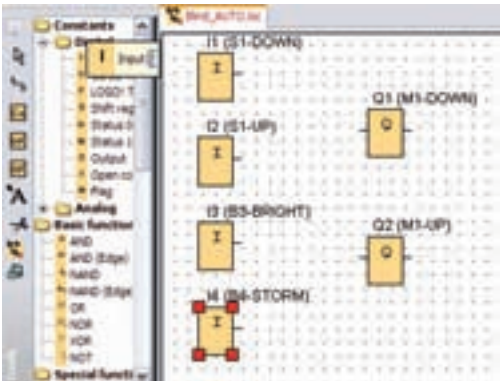 Blind_AUTO.lsc
Constants
Digital
I Input
LOGO! T
Shift reg
Status 0
Status 1
Output
Open co
Flag
Analog
Basic function
AND
AND (Edge)
NAND
NAND (Edge
OR
NOR
XOR
NOT
Special functi
I1 (S1-DOWN)
I
I2 (S1-UP)
I
I3 (B3-BRIGHT)
I
I4 (B4-STORM)
I
Q1 (M1-DOWN)
Q
Q2 (M1-UP)
Q